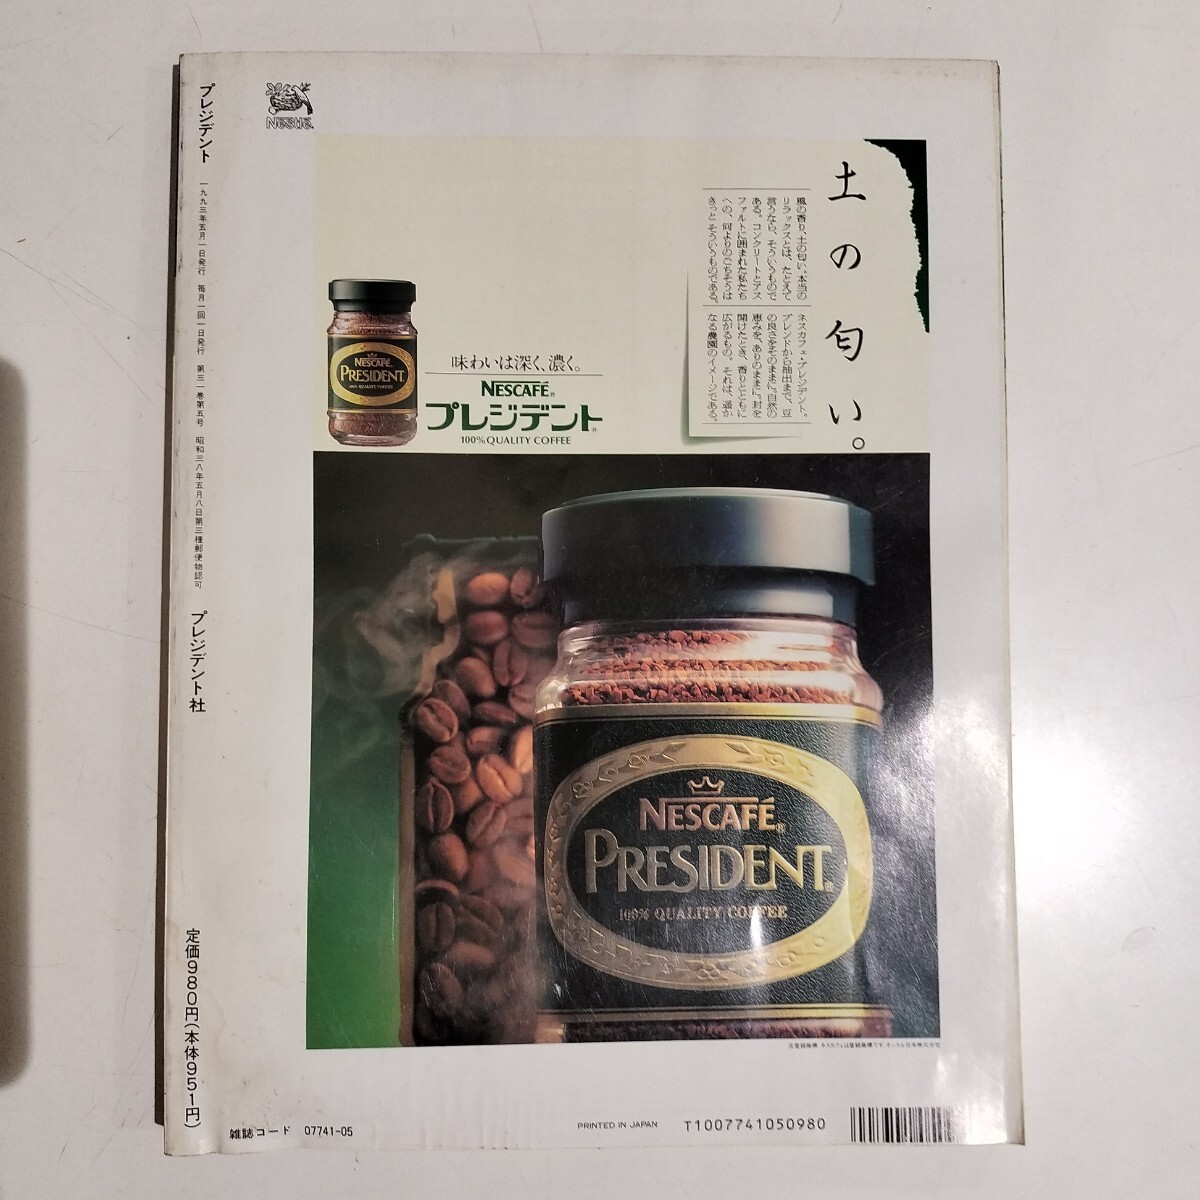 プレジデント
一九九三年五月一日発行 毎月一回一日発行 第三一巻第五号 昭和三八年五月八日第三種郵便物認可
プレジデント社
定価980円(本体951円)
Nestlé
土の匂い。
風の香り、土の匂い。本当の
リラックスとは、たとえて
言うなら、そういうもので
ある。コンクリートとアス
ファルトに囲まれた私たち
への、何よりのごちそうは
きっとそういうものである。
ネスカフェ・プレジデント。
ブレンドから抽出まで、豆
の良さをそのままに。自然の
恵みを、ありのままに。封を
開けたとき、香りとともに
広がるもの。それは、遥か
なる農園のイメージである。
NESCAFÉ
PRESIDENT
100% QUALITY COFFEE
味わいは深く、濃く。
NESCAFÉ®
プレジデント®
100% QUALITY COFFEE
NESCAFÉ®
PRESIDENT®
100% QUALITY COFFEE
雑誌コード 07741-05
PRINTED IN JAPAN
T1007741050980